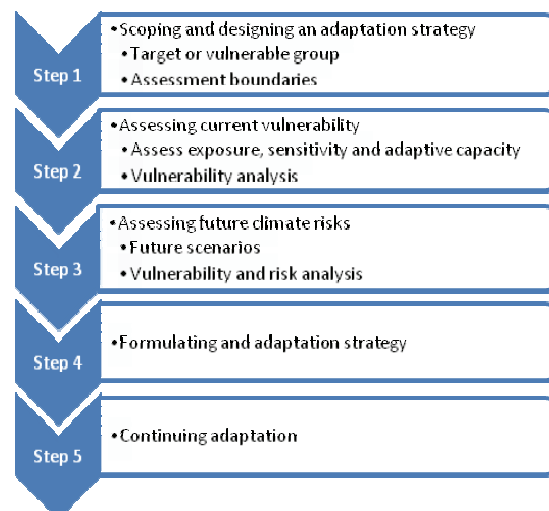 Step 1
•Scoping and designing an adaptation strategy
•Target or vulnerable group
•Assessment boundaries
Step 2
•Assessing current vulnerability
•Assess exposure, sensitivity and adaptive capacity
•Vulnerability analysis
Step 3
•Assessing future climate risks
•Future scenarios
•Vulnerability and risk analysis
Step 4
•Formulating and adaptation strategy
Step 5
•Continuing adaptation